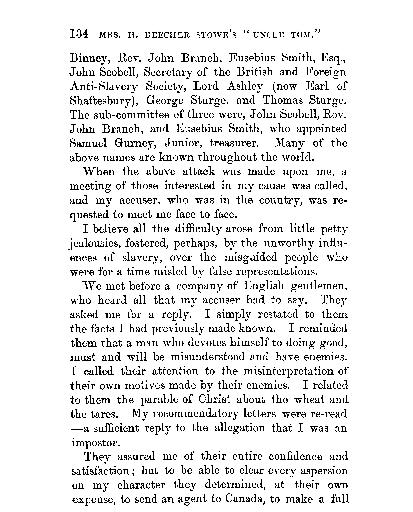 134 MRS. H. BEECHER STOWE'S "UNCLE TOM."
Binney, Rev. John Branch, Eusebius Smith, Esq.,
John Scobell, Secretary of the British and Foreign
Anti-Slavery Society, Lord Ashley (now Earl of
Shaftesbury), George Sturge, and Thomas Sturge.
The sub-committee of three were, John Scobell, Rev.
John Branch, and Eusebius Smith, who appointed
Samuel Gurney, Junior, treasurer. Many of the
above names are known throughout the world.
When the above attack was made upon me, a
meeting of those interested in my cause was called,
and my accuser, who was in the country, was re-
quested to meet me face to face.
I believe all the difficulty arose from little petty
jealousies, fostered, perhaps, by the unworthy influ-
ences of slavery, over the misguided people who
were for a time misled by false representations.
We met before a company of English gentlemen,
who heard all that my accuser had to say. They
asked me for a reply. I simply restated to them
the facts I had previously made known. I reminded
them that a man who devotes himself to doing good,
must and will be misunderstood and have enemies.
I called their attention to the misinterpretation of
their own motives made by their enemies. I related
to them the parable of Christ about the wheat and
the tares. My recommendatory letters were re-read
—a sufficient reply to the allegation that I was an
impostor.
They assured me of their entire confidence and
satisfaction; but to be able to clear every aspersion
on my character they determined, at their own
expense, to send an agent to Canada, to make a full